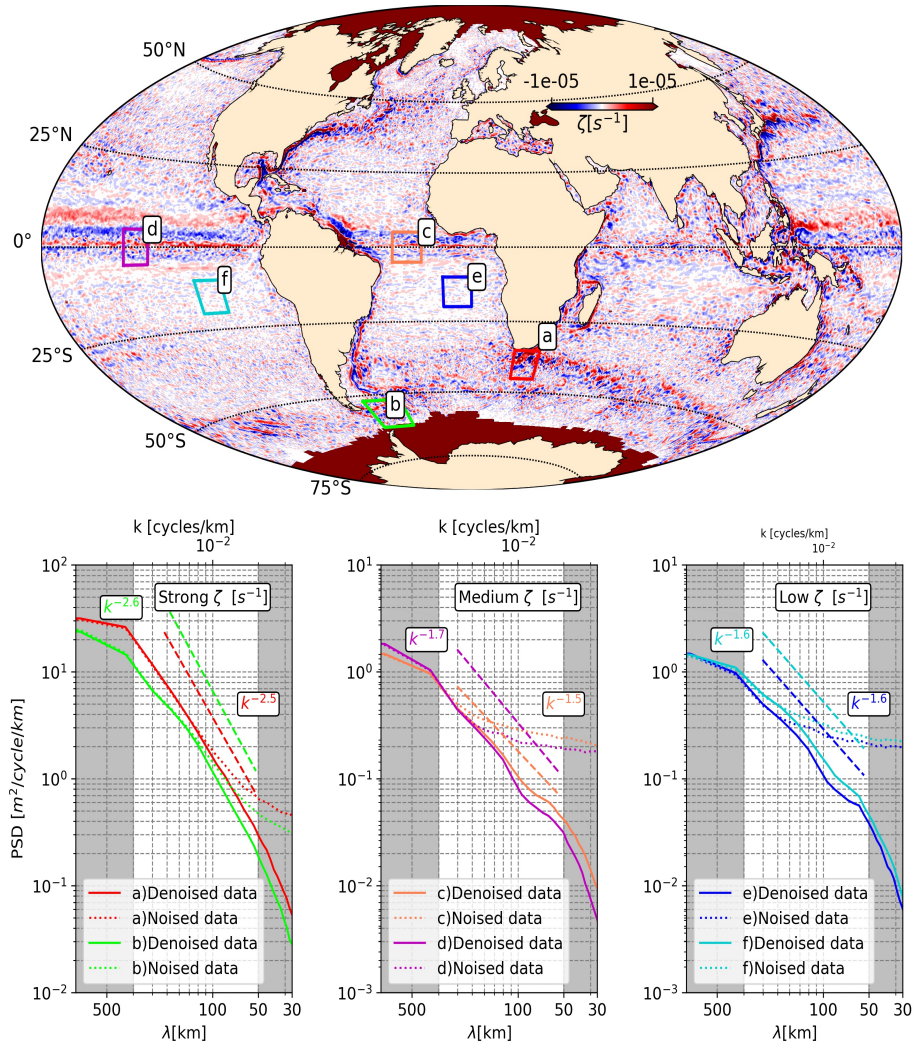 50°N
-1e-05 1e-05
ζ[s⁻¹]
25°N
d
c
0°
f
e
a
25°S
b
50°S
75°S
k [cycles/km]
10⁻²
k [cycles/km]
10⁻²
k [cycles/km]
10⁻²
PSD [m²/cycle/km]
10²
10¹
10⁰
10⁻¹
10⁻²
Strong ζ [s⁻¹]
k⁻²·⁶
k⁻²·⁵
a)Denoised data
a)Noised data
b)Denoised data
b)Noised data
500 100 50 30
λ[km]
10¹
10⁰
10⁻¹
10⁻²
10⁻³
Medium ζ [s⁻¹]
k⁻¹·⁷
k⁻¹·⁵
c)Denoised data
c)Noised data
d)Denoised data
d)Noised data
500 100 50 30
λ[km]
10¹
10⁰
10⁻¹
10⁻²
10⁻³
Low ζ [s⁻¹]
k⁻¹·⁶
k⁻¹·⁶
e)Denoised data
e)Noised data
f)Denoised data
f)Noised data
500 100 50 30
λ[km]